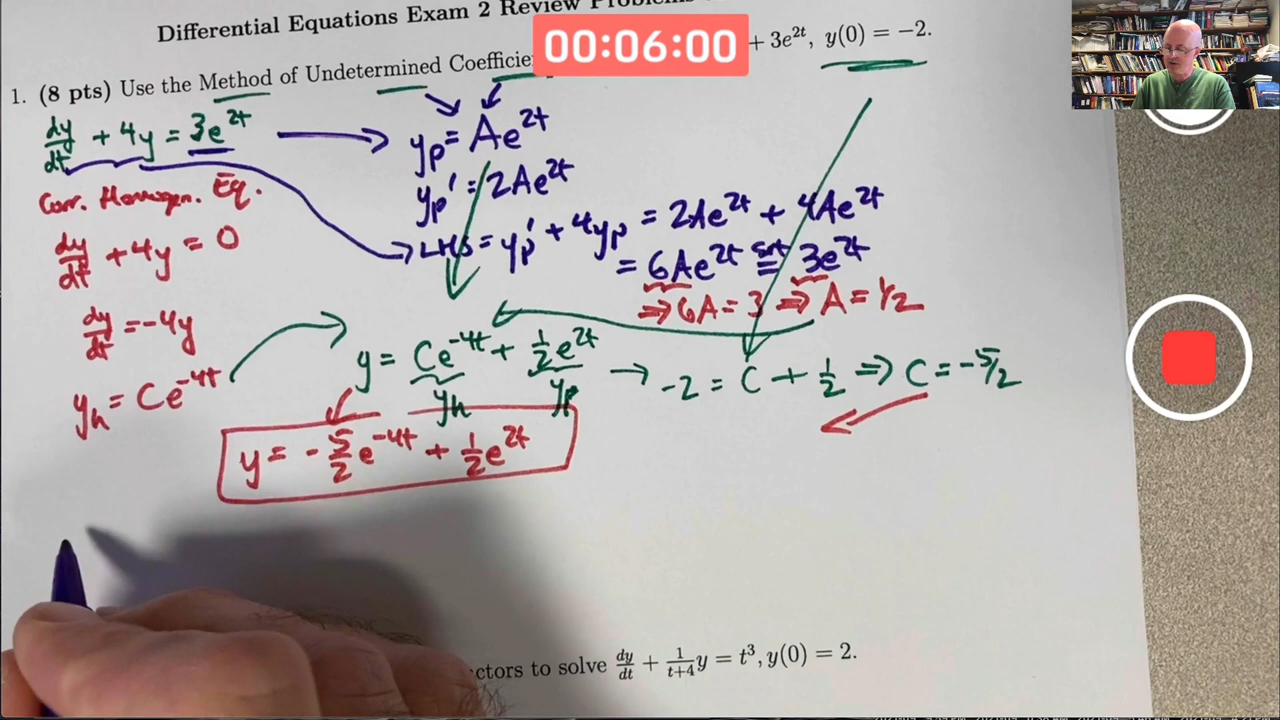 Differential Equations Exam 2 Review
00:06:00
1. (8 pts) Use the Method of Undetermined + 3e^{2t}, y(0) = −2.
dy/dt + 4y = 3e^{2t} → y_p = Ae^{2t}
y_p' = 2Ae^{2t}
Corr. Homogen. Eq.
LHS = y_p' + 4y_p = 2Ae^{2t} + 4Ae^{2t}
dy/dt + 4y = 0
= 6Ae^{2t} = 3e^{2t}
⇒ 6A = 3 ⇒ A = 1/2
dy/dt = -4y
y = Ce^{-4t} + 1/2 e^{2t} → -2 = C + 1/2 ⇒ C = -5/2
y_h y_p
y_h = Ce^{-4t}
y = -5/2 e^{-4t} + 1/2 e^{2t}
to solve dy/dt + 1/(t+4) y = t^3, y(0) = 2.